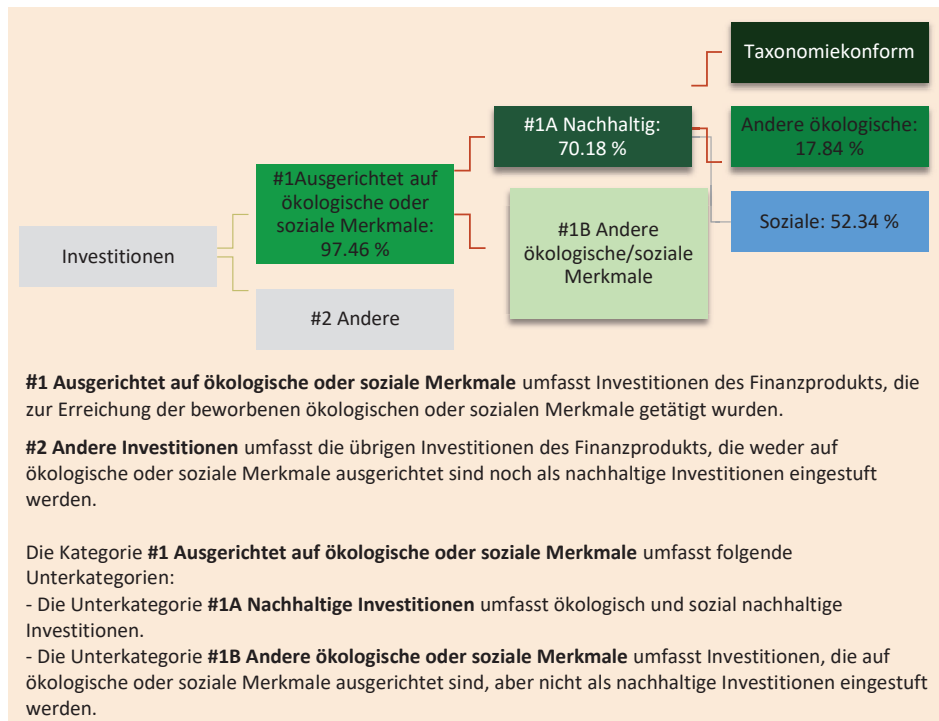 Taxonomiekonform
#1A Nachhaltig:
70.18 %
Andere ökologische:
17.84 %
#1Ausgerichtet auf
ökologische oder
soziale Merkmale:
97.46 %
Soziale: 52.34 %
#1B Andere
ökologische/soziale
Merkmale
Investitionen
#2 Andere
#1 Ausgerichtet auf ökologische oder soziale Merkmale umfasst Investitionen des Finanzprodukts, die
zur Erreichung der beworbenen ökologischen oder sozialen Merkmale getätigt wurden.
#2 Andere Investitionen umfasst die übrigen Investitionen des Finanzprodukts, die weder auf
ökologische oder soziale Merkmale ausgerichtet sind noch als nachhaltige Investitionen eingestuft
werden.
Die Kategorie #1 Ausgerichtet auf ökologische oder soziale Merkmale umfasst folgende
Unterkategorien:
- Die Unterkategorie #1A Nachhaltige Investitionen umfasst ökologisch und sozial nachhaltige
Investitionen.
- Die Unterkategorie #1B Andere ökologische oder soziale Merkmale umfasst Investitionen, die auf
ökologische oder soziale Merkmale ausgerichtet sind, aber nicht als nachhaltige Investitionen eingestuft
werden.